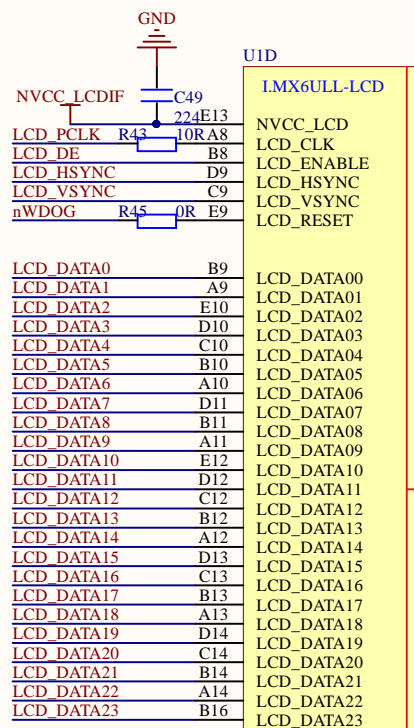 GND
U1D
I.MX6ULL-LCD
NVCC_LCDIF
C49
224
E13 NVCC_LCD
LCD_PCLK R43 10R A8 LCD_CLK
LCD_DE B8 LCD_ENABLE
LCD_HSYNC D9 LCD_HSYNC
LCD_VSYNC C9 LCD_VSYNC
nWDOG R45 0R E9 LCD_RESET
LCD_DATA0 B9 LCD_DATA00
LCD_DATA1 A9 LCD_DATA01
LCD_DATA2 E10 LCD_DATA02
LCD_DATA3 D10 LCD_DATA03
LCD_DATA4 C10 LCD_DATA04
LCD_DATA5 B10 LCD_DATA05
LCD_DATA6 A10 LCD_DATA06
LCD_DATA7 D11 LCD_DATA07
LCD_DATA8 B11 LCD_DATA08
LCD_DATA9 A11 LCD_DATA09
LCD_DATA10 E12 LCD_DATA10
LCD_DATA11 D12 LCD_DATA11
LCD_DATA12 C12 LCD_DATA12
LCD_DATA13 B12 LCD_DATA13
LCD_DATA14 A12 LCD_DATA14
LCD_DATA15 D13 LCD_DATA15
LCD_DATA16 C13 LCD_DATA16
LCD_DATA17 B13 LCD_DATA17
LCD_DATA18 A13 LCD_DATA18
LCD_DATA19 D14 LCD_DATA19
LCD_DATA20 C14 LCD_DATA20
LCD_DATA21 B14 LCD_DATA21
LCD_DATA22 A14 LCD_DATA22
LCD_DATA23 B16 LCD_DATA23